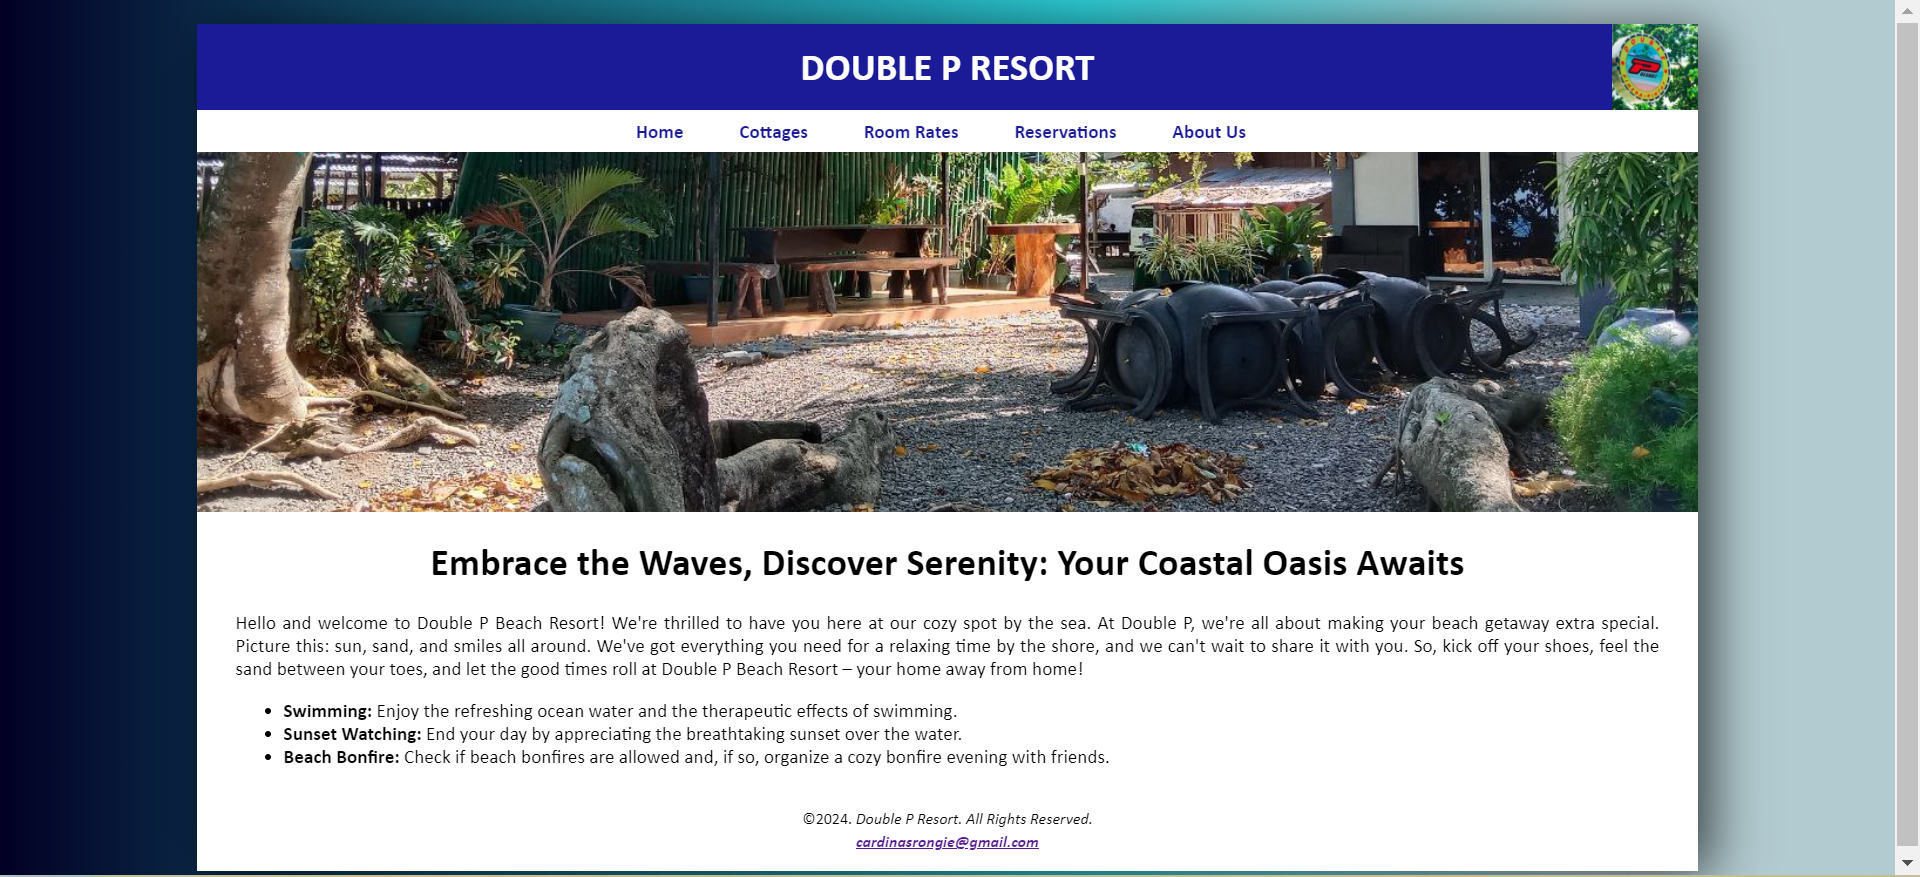 DOUBLE P RESORT
Home Cottages Room Rates Reservations About Us
Embrace the Waves, Discover Serenity: Your Coastal Oasis Awaits
Hello and welcome to Double P Beach Resort! We're thrilled to have you here at our cozy spot by the sea. At Double P, we're all about making your beach getaway extra special.
Picture this: sun, sand, and smiles all around. We've got everything you need for a relaxing time by the shore, and we can't wait to share it with you. So, kick off your shoes, feel the
sand between your toes, and let the good times roll at Double P Beach Resort – your home away from home!
• Swimming: Enjoy the refreshing ocean water and the therapeutic effects of swimming.
• Sunset Watching: End your day by appreciating the breathtaking sunset over the water.
• Beach Bonfire: Check if beach bonfires are allowed and, if so, organize a cozy bonfire evening with friends.
©2024. Double P Resort. All Rights Reserved.
cardinasrongie@gmail.com